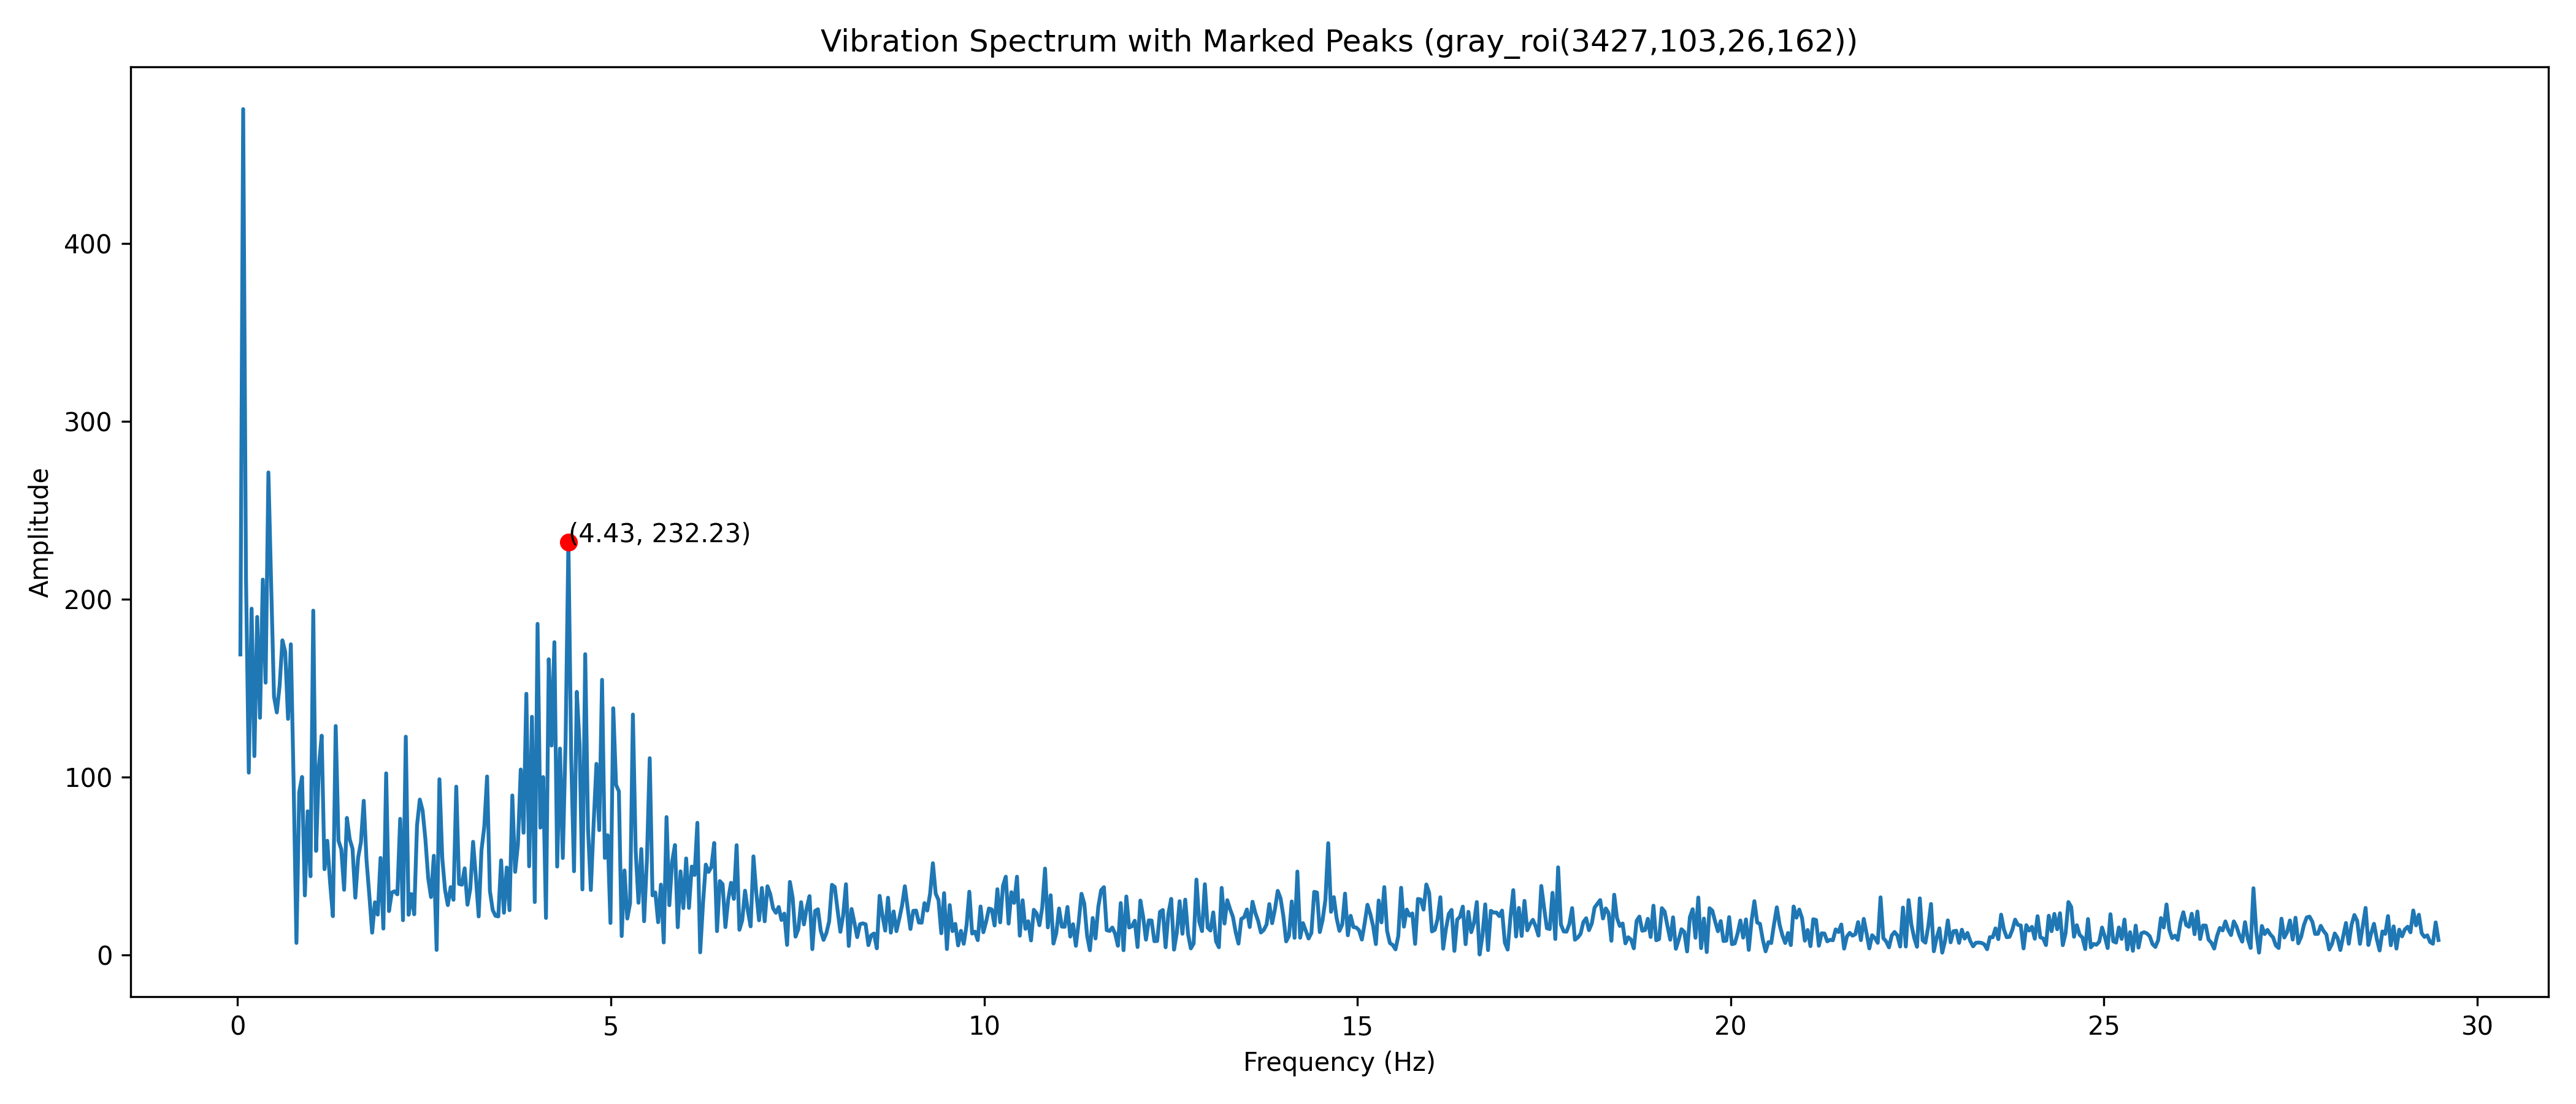 Vibration Spectrum with Marked Peaks (gray_roi(3427,103,26,162))
400
300
200
100
0
Amplitude
(4.43, 232.23)
0 5 10 15 20 25 30
Frequency (Hz)